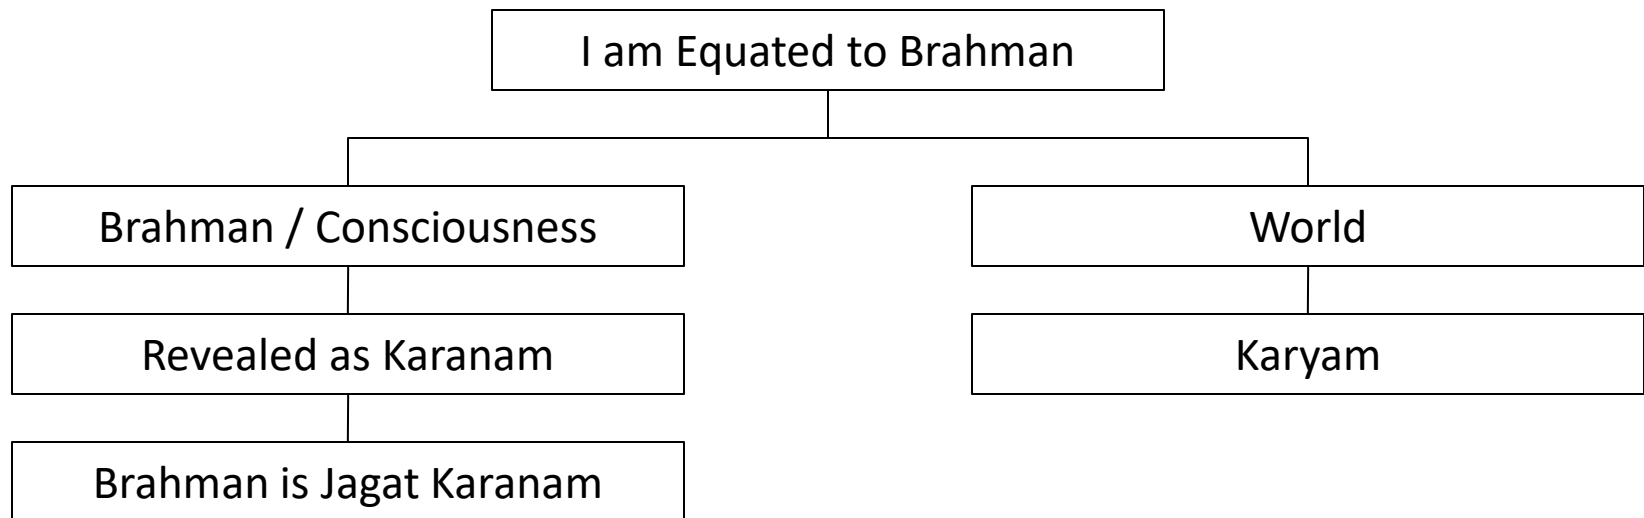 I am Equated to Brahman
Brahman / Consciousness
World
Revealed as Karanam
Karyam
Brahman is Jagat Karanam